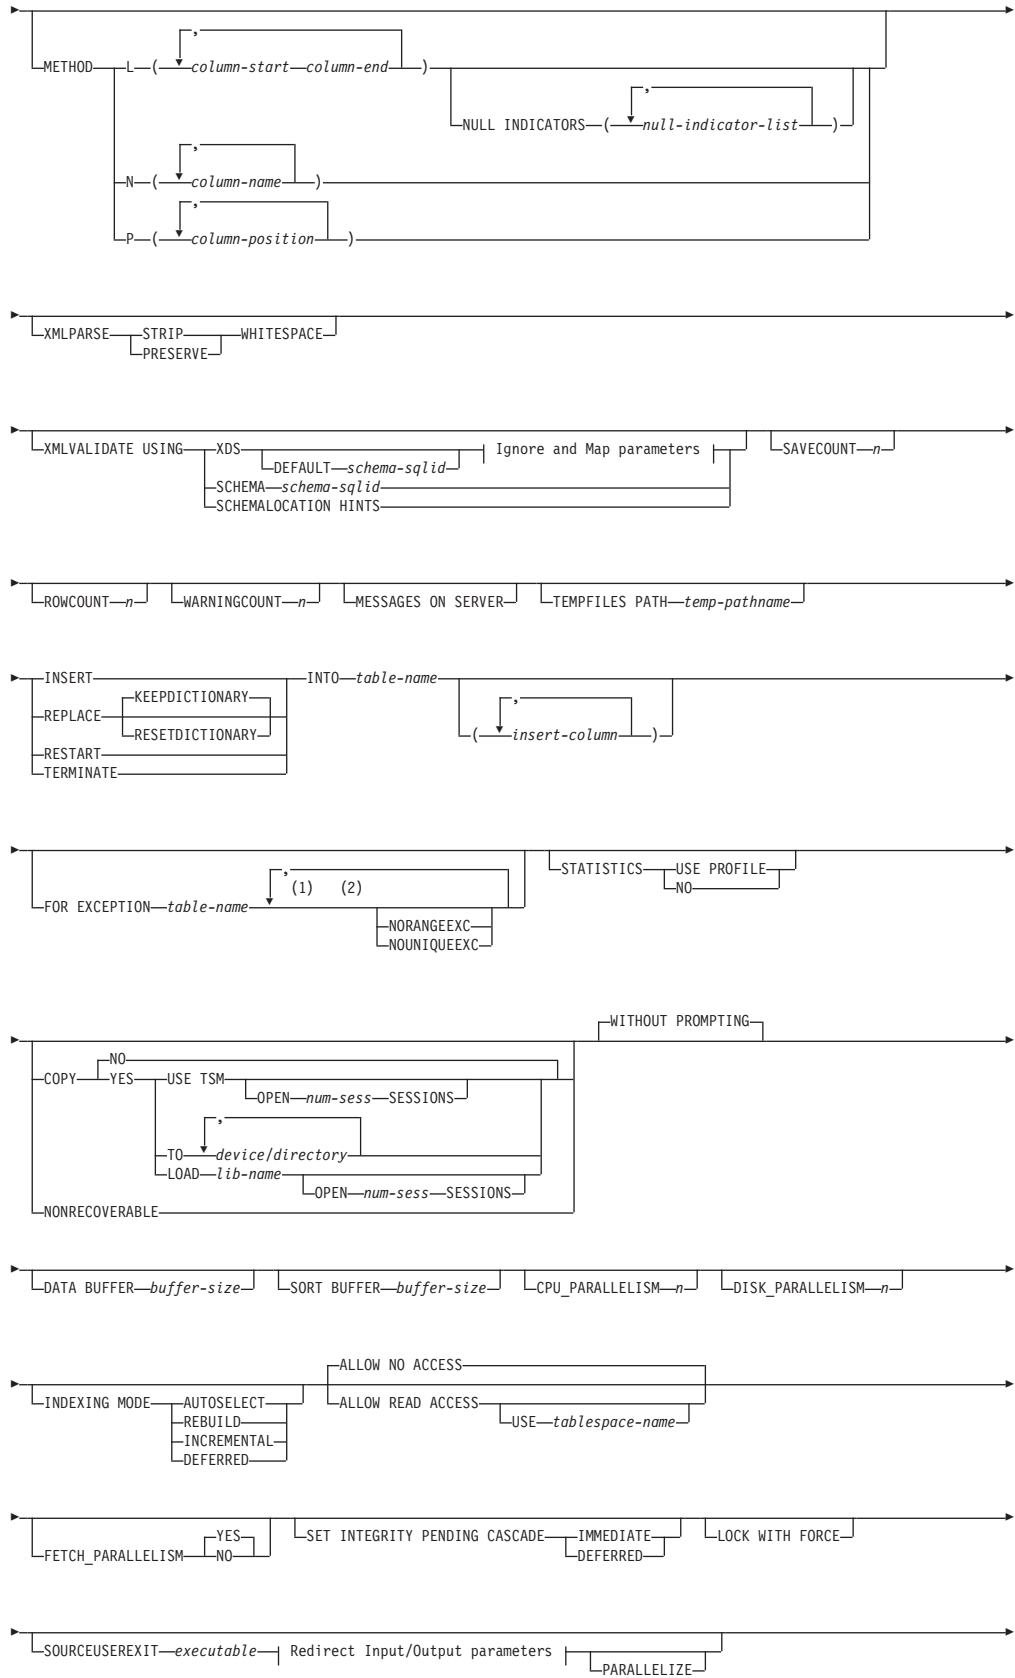 ,
METHOD L ( column-start column-end )
,
NULL INDICATORS ( null-indicator-list )
,
N ( column-name )
,
P ( column-position )
XMLPARSE STRIP WHITESPACE
PRESERVE
XMLVALIDATE USING XDS Ignore and Map parameters SAVECOUNT n
DEFAULT schema-sqlid
SCHEMA schema-sqlid
SCHEMALOCATION HINTS
ROWCOUNT n WARNINGCOUNT n MESSAGES ON SERVER TEMPFILES PATH temp-pathname
INSERT INTO table-name
KEEPDICTIONARY ,
REPLACE
RESETDICTIONARY ( insert-column )
RESTART
TERMINATE
STATISTICS USE PROFILE
, NO
(1) (2)
FOR EXCEPTION table-name
NORANGEEXC
NOUNIQUEEXC
WITHOUT PROMPTING
NO
COPY YES USE TSM
OPEN num-sess SESSIONS
,
TO device/directory
LOAD lib-name
OPEN num-sess SESSIONS
NONRECOVERABLE
DATA BUFFER buffer-size SORT BUFFER buffer-size CPU_PARALLELISM n DISK_PARALLELISM n
ALLOW NO ACCESS
INDEXING MODE AUTOSELECT ALLOW READ ACCESS
REBUILD USE tablespace-name
INCREMENTAL
DEFERRED
YES SET INTEGRITY PENDING CASCADE IMMEDIATE LOCK WITH FORCE
FETCH_PARALLELISM NO DEFERRED
SOURCEUSEREXIT executable Redirect Input/Output parameters
PARALLELIZE